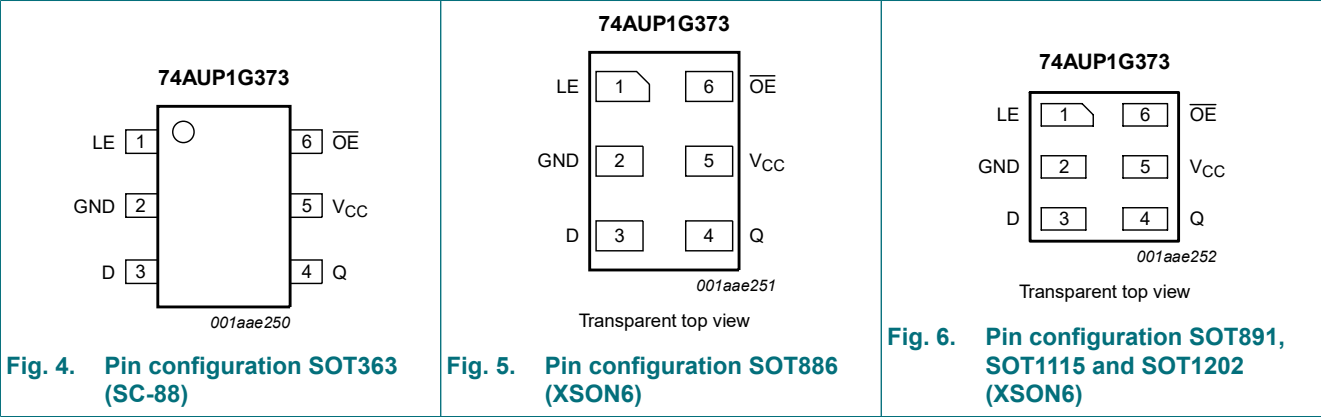 74AUP1G373
LE 1 6 OE
GND 2 5 VCC
D 3 4 Q
001aae250
Fig. 4. Pin configuration SOT363
(SC-88)
74AUP1G373
LE 1 6 OE
GND 2 5 VCC
D 3 4 Q
001aae251
Transparent top view
Fig. 5. Pin configuration SOT886
(XSON6)
74AUP1G373
LE 1 6 OE
GND 2 5 VCC
D 3 4 Q
001aae252
Transparent top view
Fig. 6. Pin configuration SOT891,
SOT1115 and SOT1202
(XSON6)